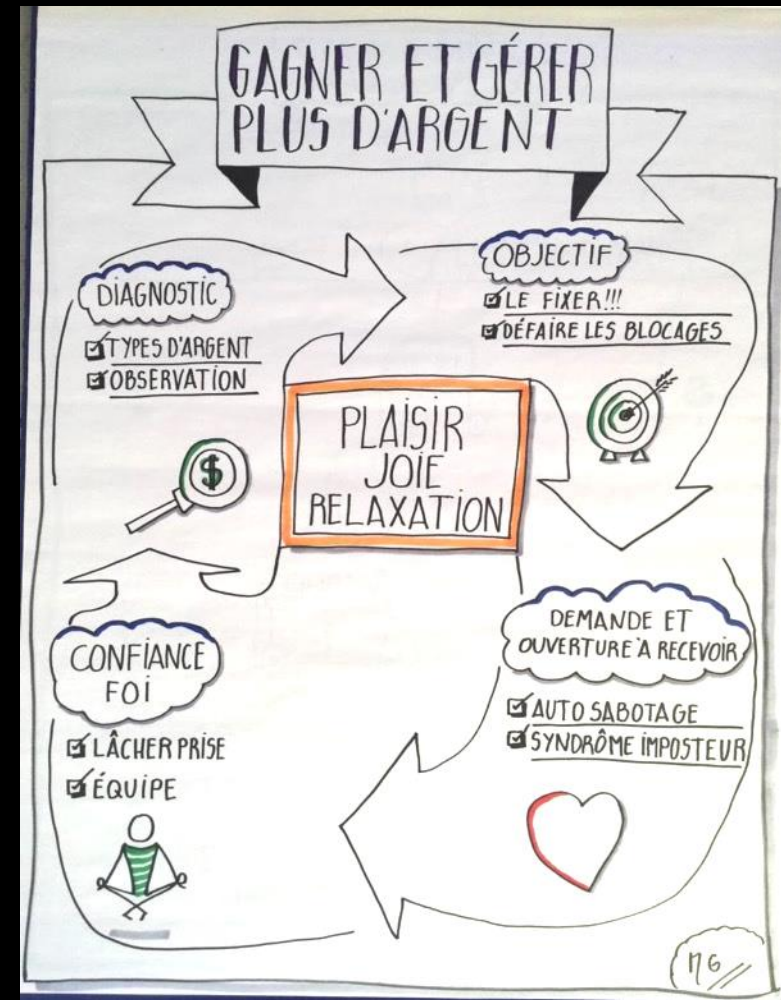 GAGNER ET GÉRER
PLUS D'ARGENT
DIAGNOSTIC
TYPES D'ARGENT
OBSERVATION
$
OBJECTIF
LE FIXER!!!
DÉFAIRE LES BLOCAGES
PLAISIR
JOIE
RELAXATION
DEMANDE ET
OUVERTURE À RECEVOIR
AUTO SABOTAGE
SYNDRÔME IMPOSTEUR
CONFIANCE
FOI
LÂCHER PRISE
ÉQUIPE